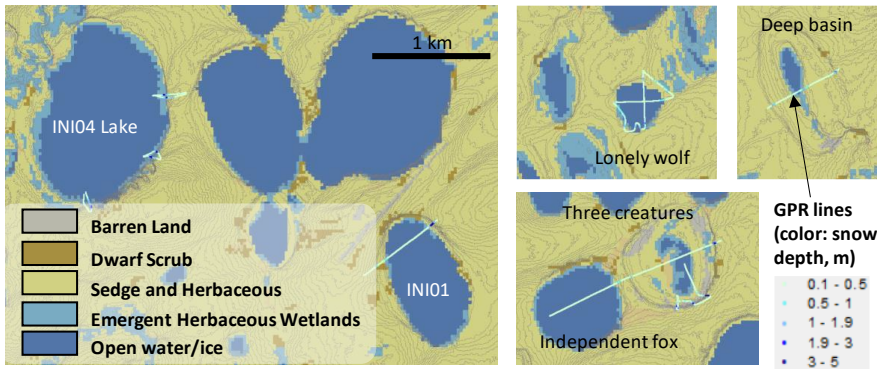 1 km
INI04 Lake
INI01
Barren Land
Dwarf Scrub
Sedge and Herbaceous
Emergent Herbaceous Wetlands
Open water/ice
Lonely wolf
Deep basin
Three creatures
Independent fox
GPR lines
(color: snow
depth, m)
0.1 - 0.5
0.5 - 1
1 - 1.9
1.9 - 3
3 - 5